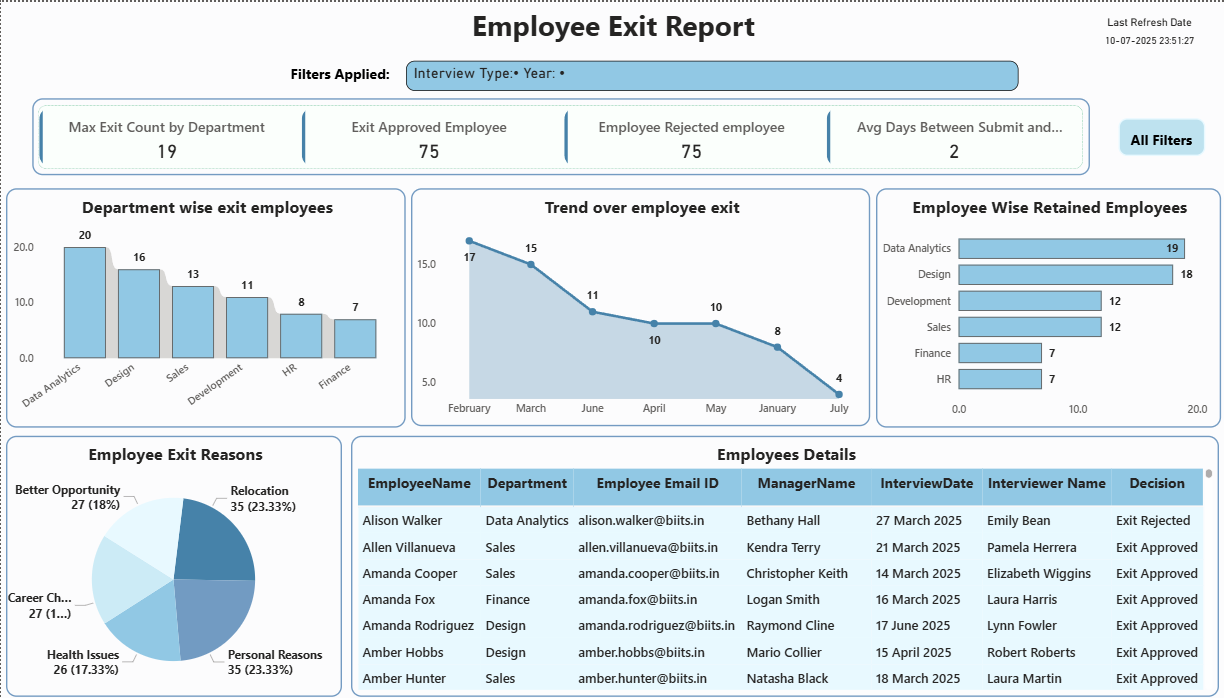 Employee Exit Report
Last Refresh Date
10-07-2025 23:51:27
Filters Applied:
Interview Type:• Year: •
Max Exit Count by Department
19
Exit Approved Employee
75
Employee Rejected employee
75
Avg Days Between Submit and...
2
All Filters
Department wise exit employees
20.0
10.0
0.0
20
16
13
11
8
7
Data Analytics
Design
Sales
Development
HR
Finance
Trend over employee exit
15.0
10.0
5.0
17
15
11
10
10
8
4
February
March
June
April
May
January
July
Employee Wise Retained Employees
Data Analytics 19
Design 18
Development 12
Sales 12
Finance 7
HR 7
0.0 10.0 20.0
Employee Exit Reasons
Better Opportunity
27 (18%)
Relocation
35 (23.33%)
Career Ch...
27 (1...)
Health Issues
26 (17.33%)
Personal Reasons
35 (23.33%)
Employees Details
EmployeeName Department Employee Email ID ManagerName InterviewDate Interviewer Name Decision
Alison Walker Data Analytics alison.walker@biits.in Bethany Hall 27 March 2025 Emily Bean Exit Rejected
Allen Villanueva Sales allen.villanueva@biits.in Kendra Terry 21 March 2025 Pamela Herrera Exit Approved
Amanda Cooper Sales amanda.cooper@biits.in Christopher Keith 14 March 2025 Elizabeth Wiggins Exit Approved
Amanda Fox Finance amanda.fox@biits.in Logan Smith 16 March 2025 Laura Harris Exit Approved
Amanda Rodriguez Design amanda.rodriguez@biits.in Raymond Cline 17 June 2025 Lynn Fowler Exit Approved
Amber Hobbs Design amber.hobbs@biits.in Mario Collier 15 April 2025 Robert Roberts Exit Approved
Amber Hunter Sales amber.hunter@biits.in Natasha Black 18 March 2025 Laura Martin Exit Approved